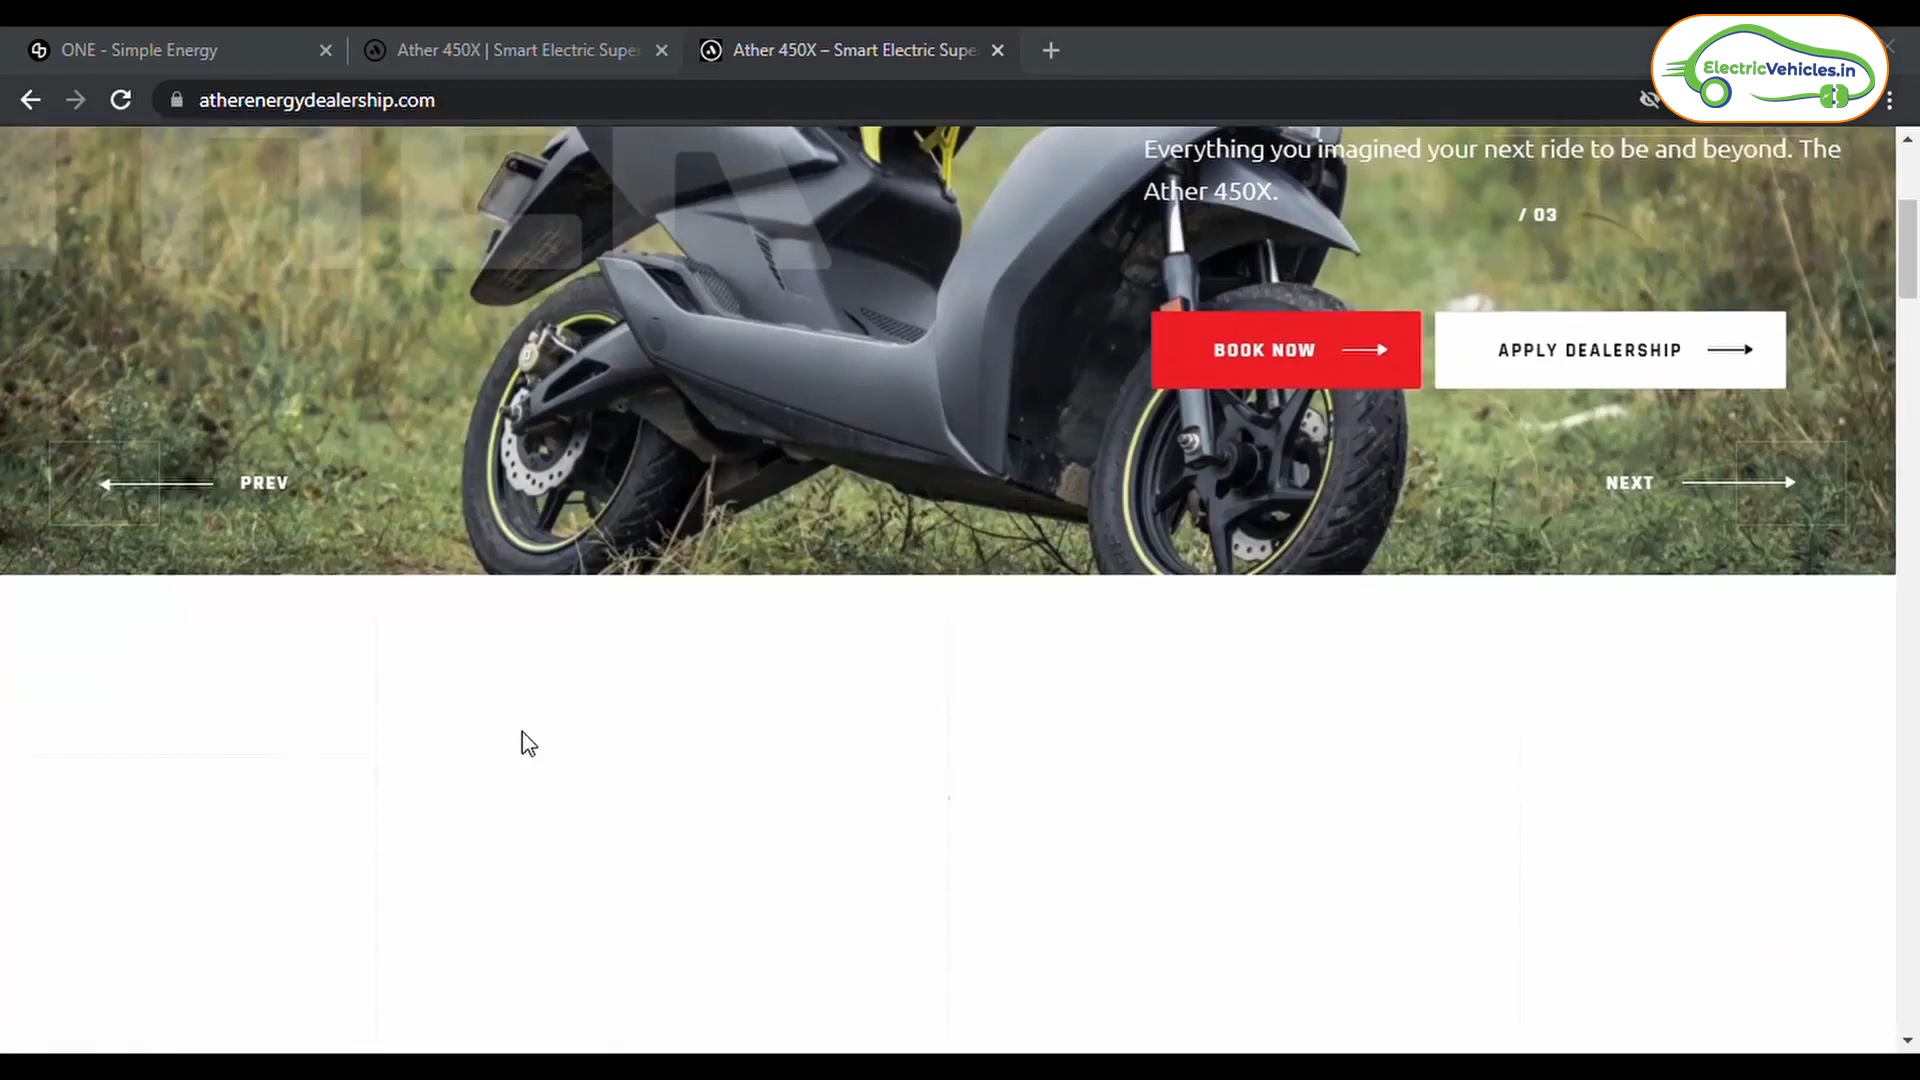 ONE - Simple Energy
Ather 450X | Smart Electric Supe
Ather 450X – Smart Electric Supe
ElectricVehicles.in
atherenergydealership.com
Everything you imagined your next ride to be and beyond. The
Ather 450X.
/ 03
BOOK NOW
APPLY DEALERSHIP
PREV
NEXT